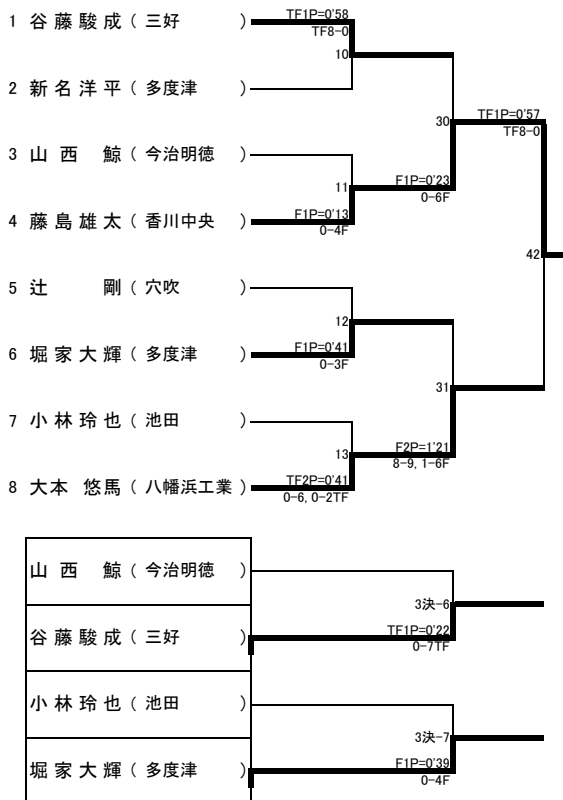 1 谷藤駿成 ( 三好 ) TF1P=0'58
TF8-0
10
2 新名洋平 ( 多度津 )
30 TF1P=0'57
TF8-0
3 山西 鯨 ( 今治明徳 )
11 F1P=0'23
0-6F
4 藤島雄太 ( 香川中央 ) F1P=0'13
0-4F
42
5 辻 剛 ( 穴吹 )
12
6 堀家大輝 ( 多度津 ) F1P=0'41
0-3F
31
7 小林玲也 ( 池田 )
13 F2P=1'21
8-9, 1-6F
8 大本 悠馬 ( 八幡浜工業 ) TF2P=0'41
0-6, 0-2TF
山西 鯨 ( 今治明徳 )
3決-6
谷藤駿成 ( 三好 ) TF1P=0'22
0-7TF
小林玲也 ( 池田 )
3決-7
堀家大輝 ( 多度津 ) F1P=0'39
0-4F